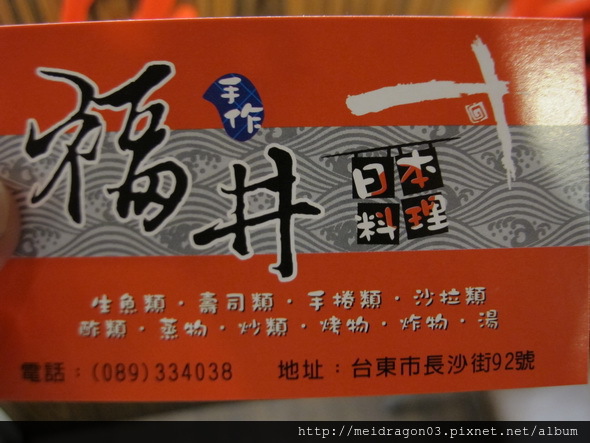 福井
手作
日本
料理
生魚類・壽司類・手捲類・沙拉類
酢類・蒸物・炒類・烤物・炸物・湯
電話：(089)334038　地址：台東市長沙街92號
http://meidragon03.pixnet.net/album